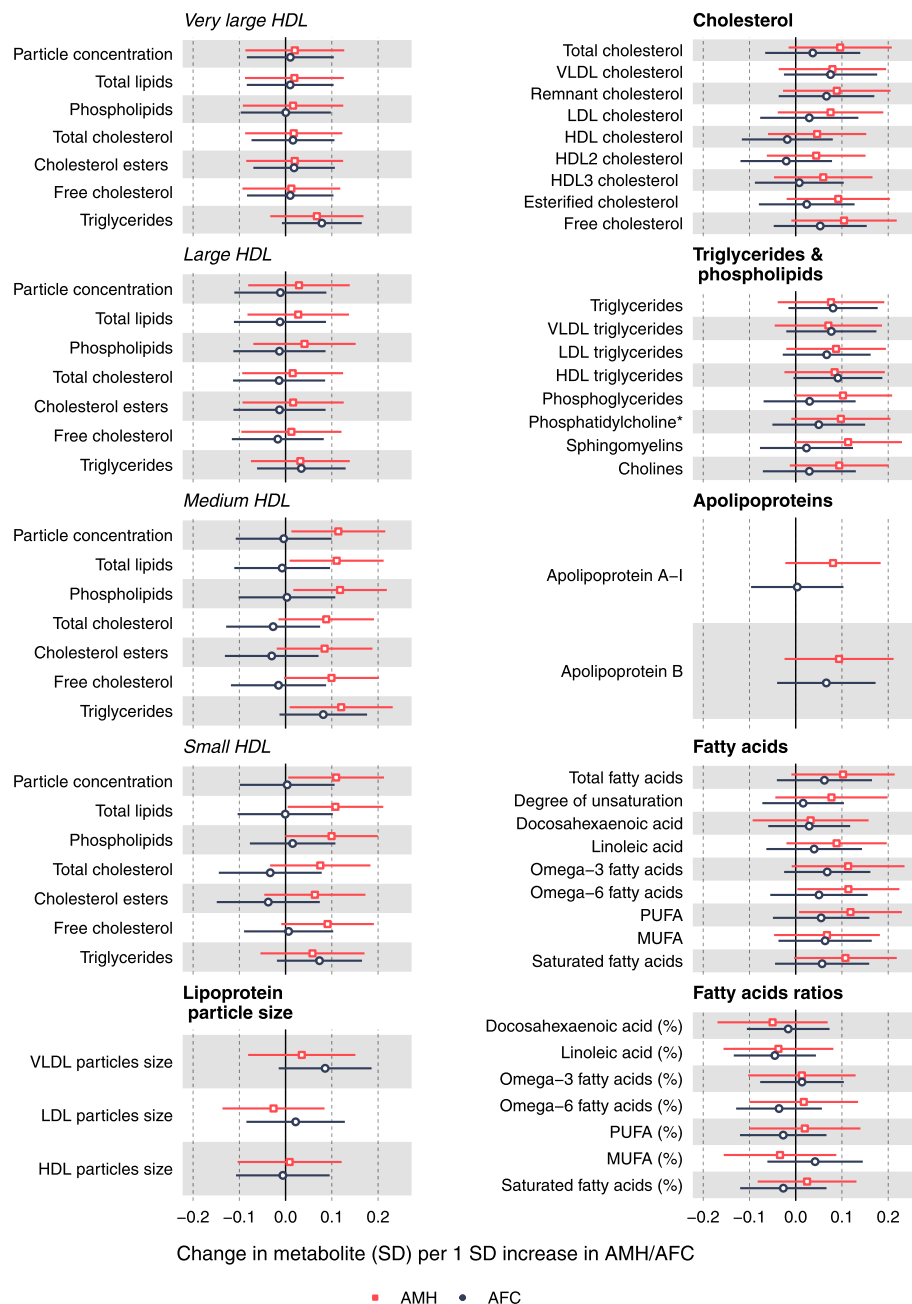 Very large HDL
Particle concentration
Total lipids
Phospholipids
Total cholesterol
Cholesterol esters
Free cholesterol
Triglycerides
Large HDL
Particle concentration
Total lipids
Phospholipids
Total cholesterol
Cholesterol esters
Free cholesterol
Triglycerides
Medium HDL
Particle concentration
Total lipids
Phospholipids
Total cholesterol
Cholesterol esters
Free cholesterol
Triglycerides
Small HDL
Particle concentration
Total lipids
Phospholipids
Total cholesterol
Cholesterol esters
Free cholesterol
Triglycerides
Lipoprotein
particle size
VLDL particles size
LDL particles size
HDL particles size
−0.2 −0.1 0.0 0.1 0.2
Cholesterol
Total cholesterol
VLDL cholesterol
Remnant cholesterol
LDL cholesterol
HDL cholesterol
HDL2 cholesterol
HDL3 cholesterol
Esterified cholesterol
Free cholesterol
Triglycerides &
phospholipids
Triglycerides
VLDL triglycerides
LDL triglycerides
HDL triglycerides
Phosphoglycerides
Phosphatidylcholine*
Sphingomyelins
Cholines
Apolipoproteins
Apolipoprotein A−I
Apolipoprotein B
Fatty acids
Total fatty acids
Degree of unsaturation
Docosahexaenoic acid
Linoleic acid
Omega−3 fatty acids
Omega−6 fatty acids
PUFA
MUFA
Saturated fatty acids
Fatty acids ratios
Docosahexaenoic acid (%)
Linoleic acid (%)
Omega−3 fatty acids (%)
Omega−6 fatty acids (%)
PUFA (%)
MUFA (%)
Saturated fatty acids (%)
−0.2 −0.1 0.0 0.1 0.2
Change in metabolite (SD) per 1 SD increase in AMH/AFC
AMH AFC